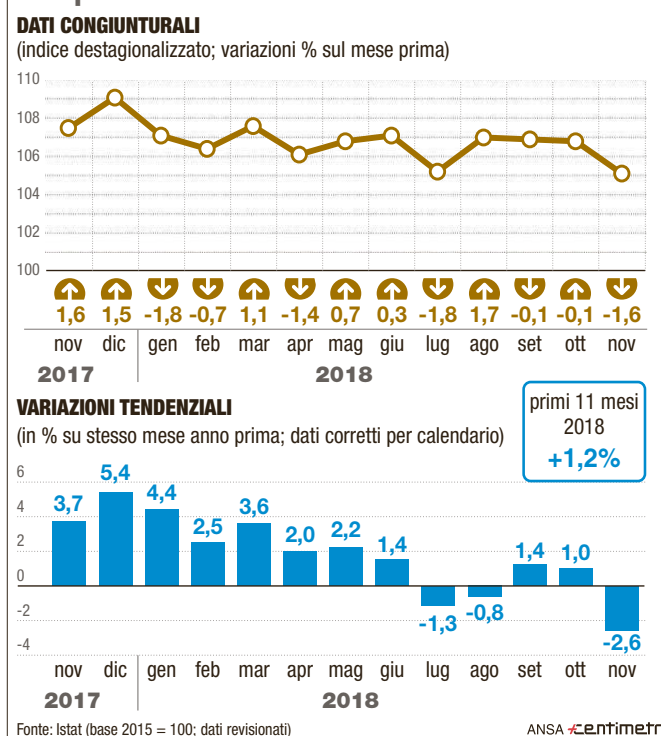 DATI CONGIUNTURALI
(indice destagionalizzato; variazioni % sul mese prima)
110
108
106
104
102
100
1,6 1,5 -1,8 -0,7 1,1 -1,4 0,7 0,3 -1,8 1,7 -0,1 -0,1 -1,6
nov dic gen feb mar apr mag giu lug ago set ott nov
2017 2018
VARIAZIONI TENDENZIALI
(in % su stesso mese anno prima; dati corretti per calendario)
primi 11 mesi
2018
+1,2%
6
4
2
0
-2
-4
3,7 5,4 4,4 2,5 3,6 2,0 2,2 1,4 -1,3 -0,8 1,4 1,0 -2,6
nov dic gen feb mar apr mag giu lug ago set ott nov
2017 2018
Fonte: Istat (base 2015 = 100; dati revisionati)
ANSA centimetr